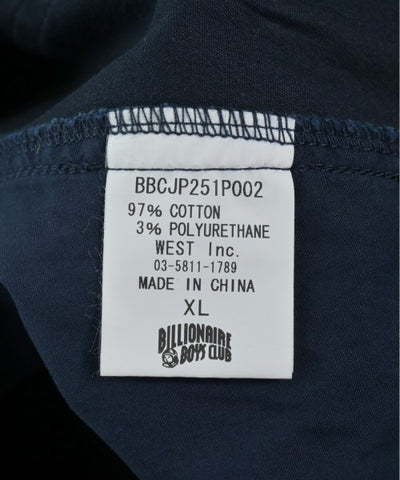 BBCJP251P002
97% COTTON
3% POLYURETHANE
WEST Inc.
03-5811-1789
MADE IN CHINA
XL
BILLIONAIRE
BOYS CLUB